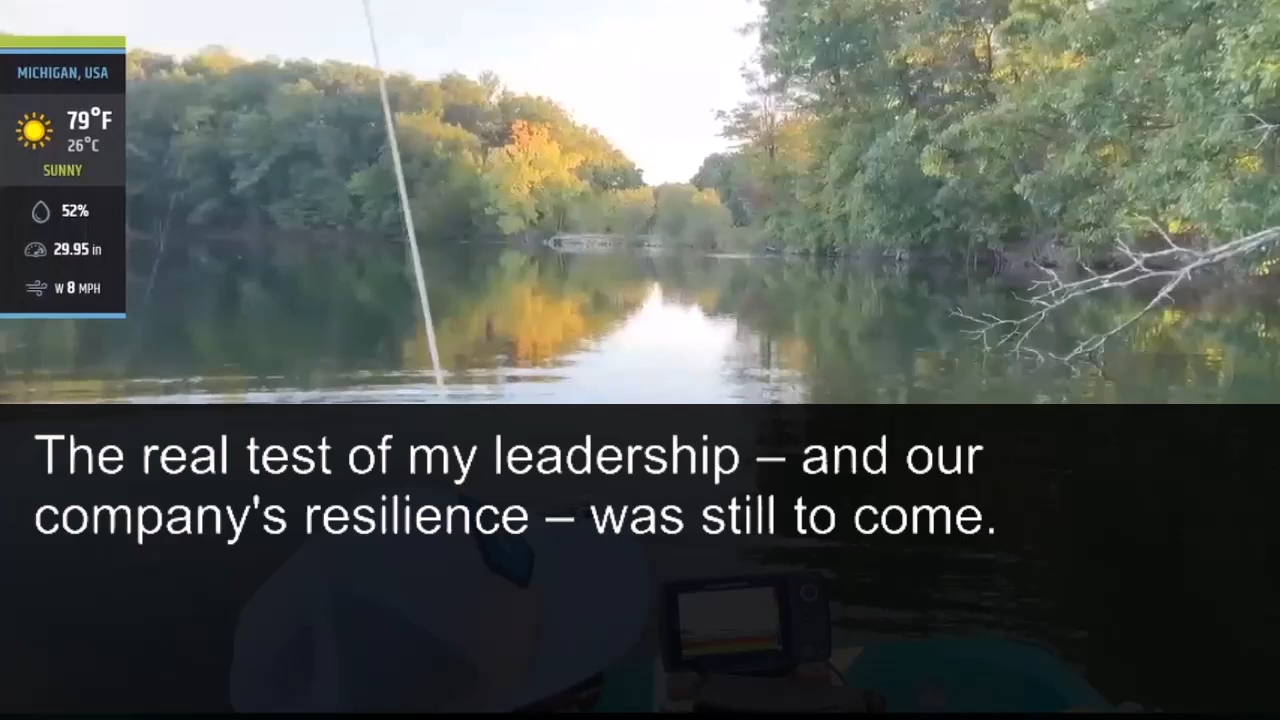 MICHIGAN, USA
79°F
26°C
SUNNY
52%
29.95 in
W 8 MPH
The real test of my leadership – and our
company's resilience – was still to come.